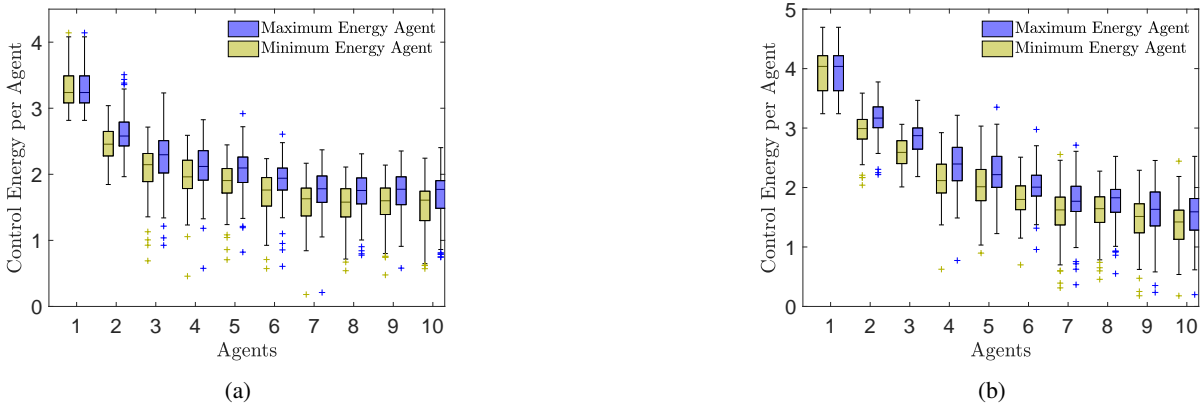 Control Energy per Agent
4
3
2
1
0
Maximum Energy Agent
Minimum Energy Agent
1 2 3 4 5 6 7 8 9 10
Agents
(a)
Control Energy per Agent
5
4
3
2
1
0
Maximum Energy Agent
Minimum Energy Agent
1 2 3 4 5 6 7 8 9 10
Agents
(b)